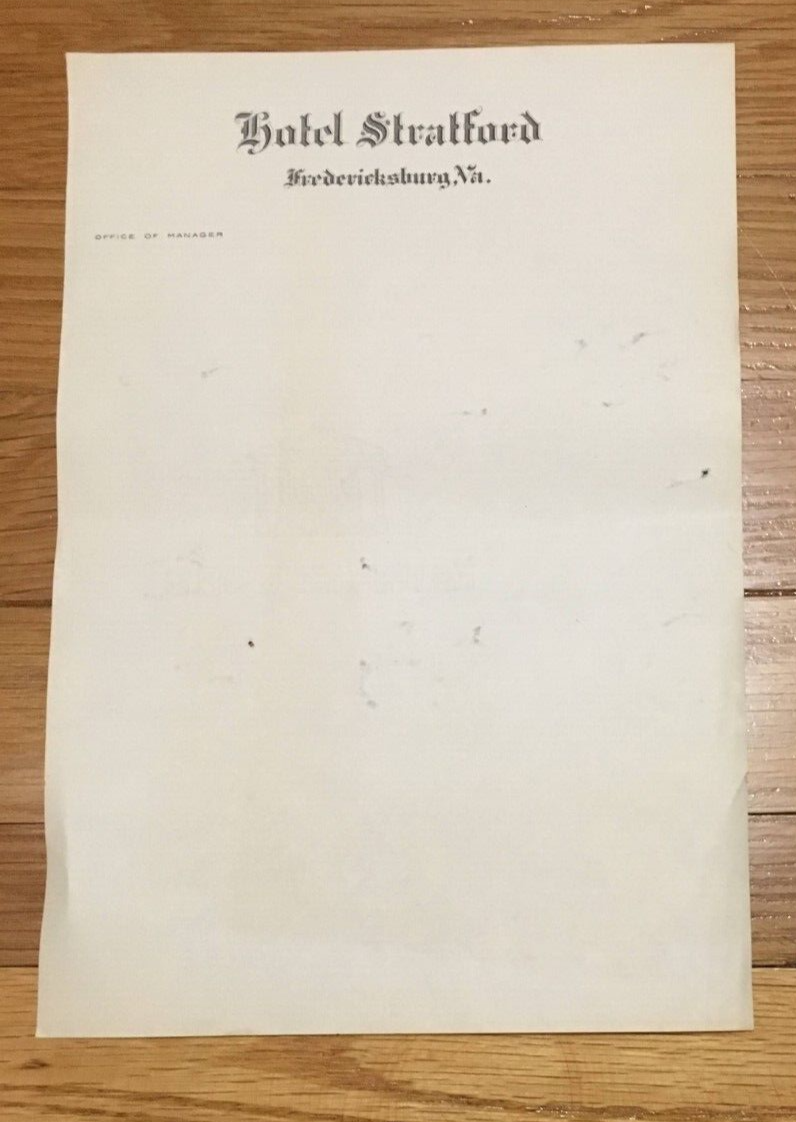 Hotel Stratford
Fredericksburg, Va.
OFFICE OF MANAGER